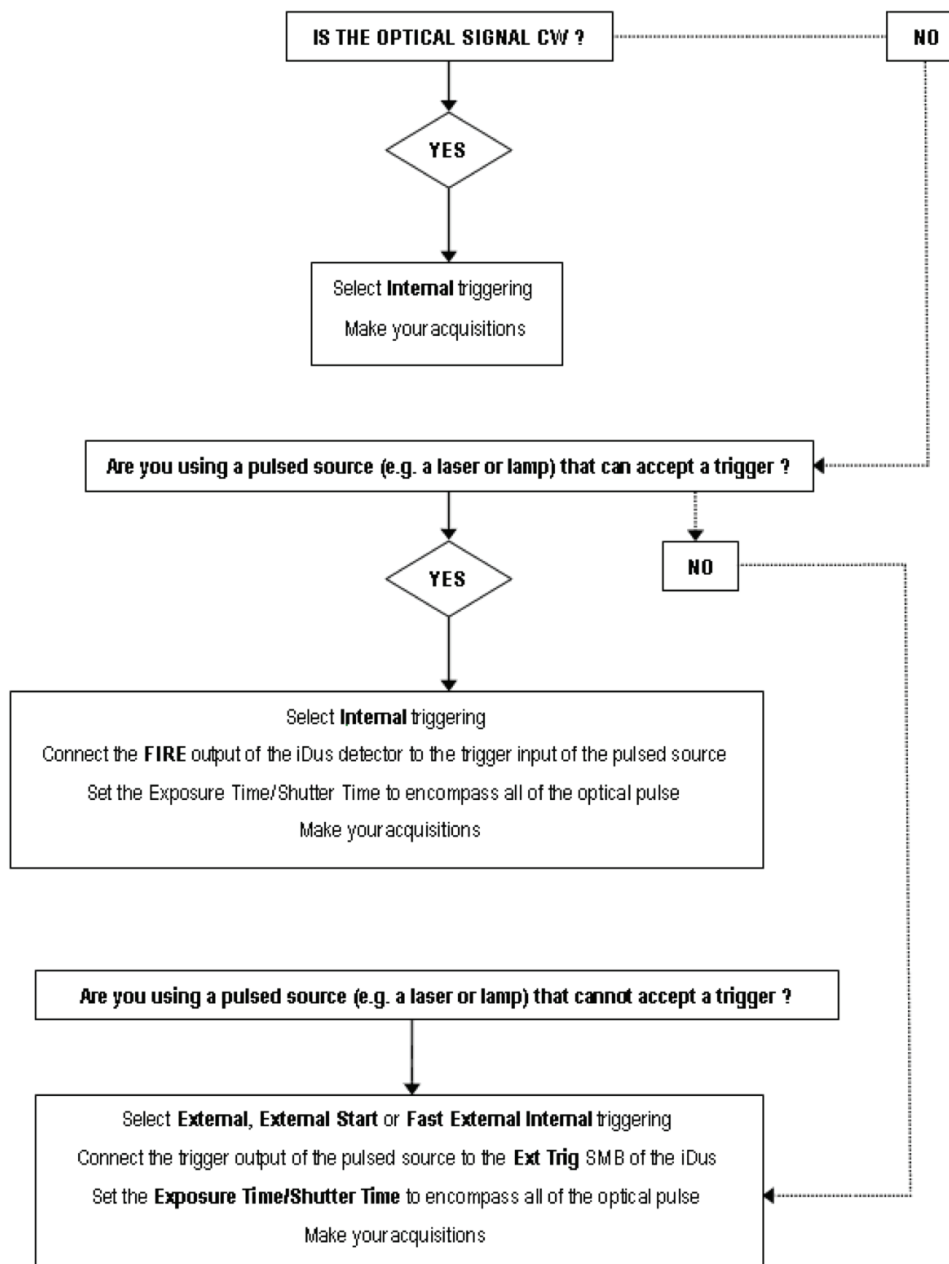 IS THE OPTICAL SIGNAL CW ?
NO
YES
Select Internal triggering
Make your acquisitions
Are you using a pulsed source (e.g. a laser or lamp) that can accept a trigger ?
YES
NO
Select Internal triggering
Connect the FIRE output of the iDus detector to the trigger input of the pulsed source
Set the Exposure Time/Shutter Time to encompass all of the optical pulse
Make your acquisitions
Are you using a pulsed source (e.g. a laser or lamp) that cannot accept a trigger ?
Select External, External Start or Fast External Internal triggering
Connect the trigger output of the pulsed source to the Ext Trig SMB of the iDus
Set the Exposure Time/Shutter Time to encompass all of the optical pulse
Make your acquisitions